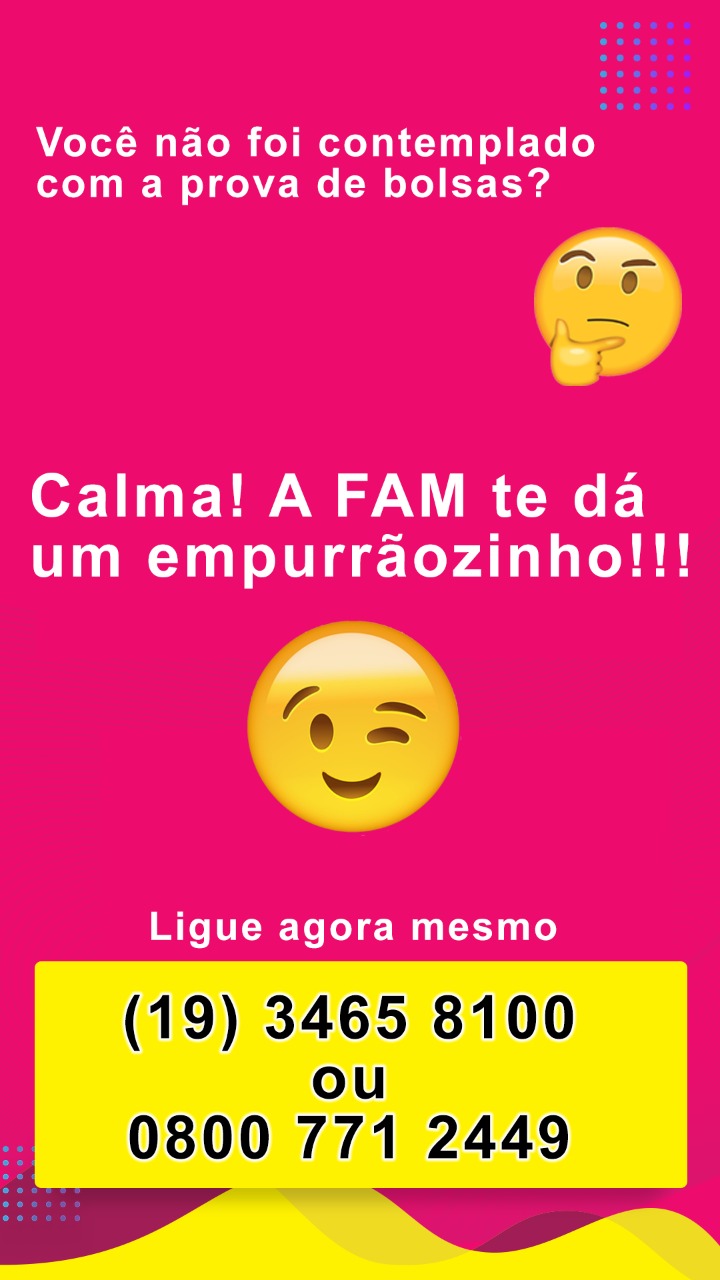 Você não foi contemplado
com a prova de bolsas?
Calma! A FAM te dá
um empurrãozinho!!!
Ligue agora mesmo
(19) 3465 8100
ou
0800 771 2449